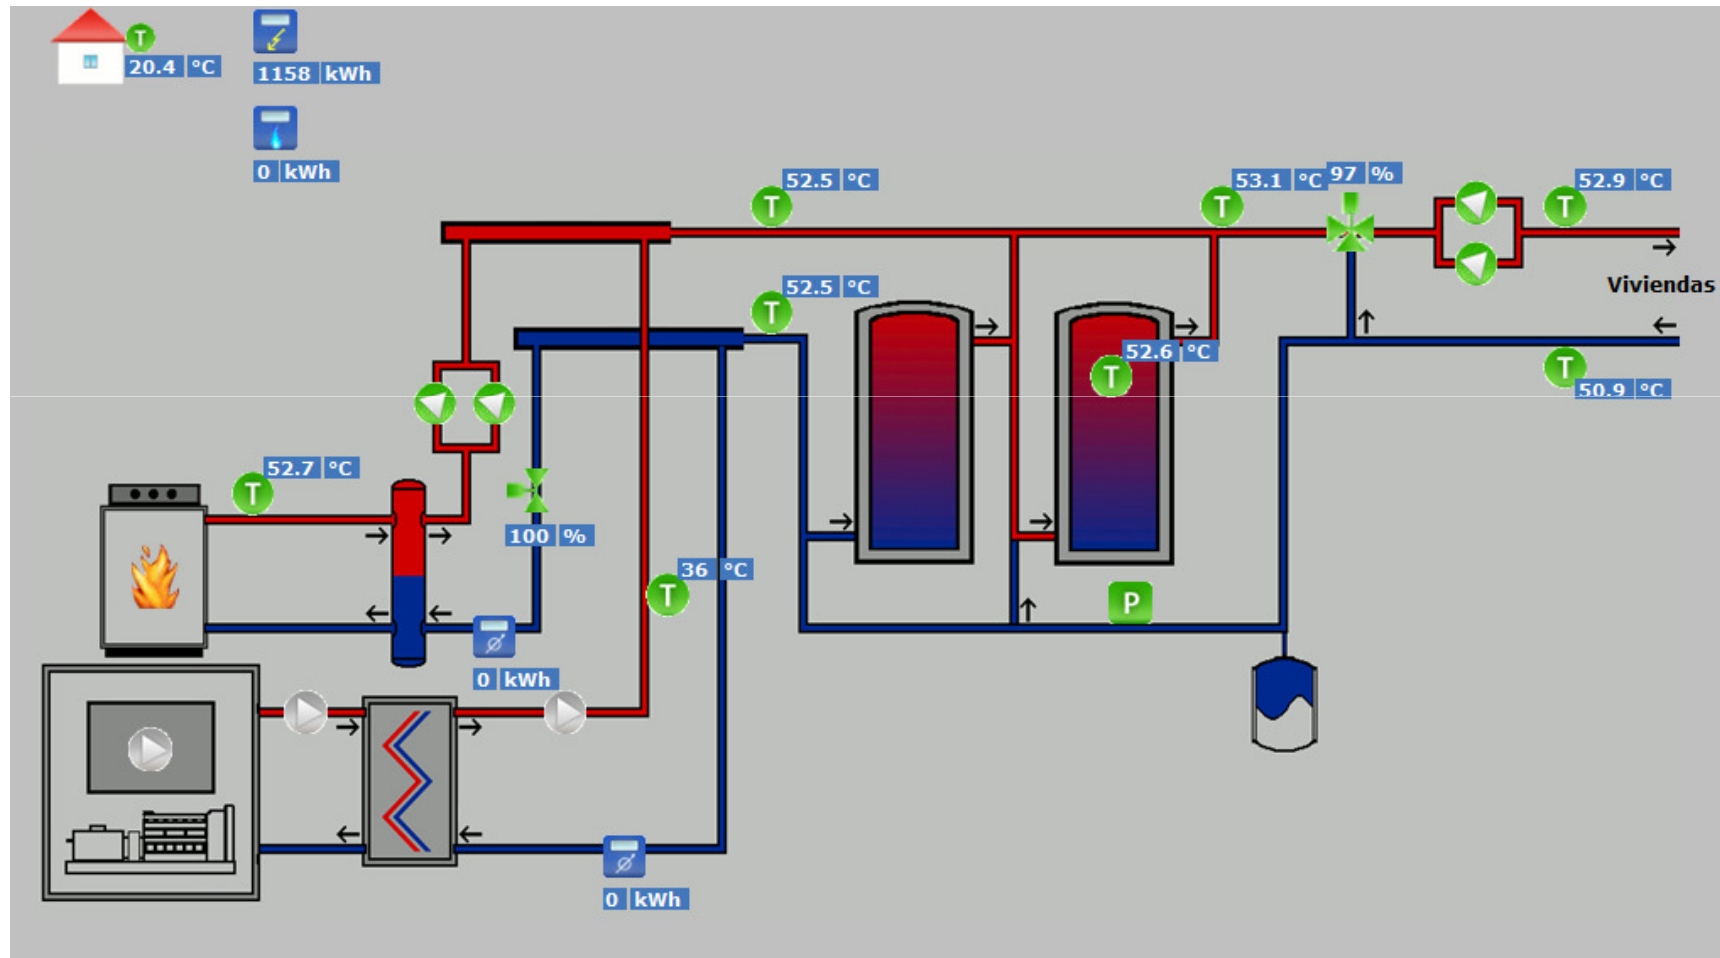 T
20.4 °C
1158 kWh
0 kWh
52.5 °C
T
53.1 °C
T
97 %
52.9 °C
T
Viviendas
52.5 °C
T
52.6 °C
T
T
50.9 °C
52.7 °C
T
100 %
36 °C
T
P
0 kWh
0 kWh